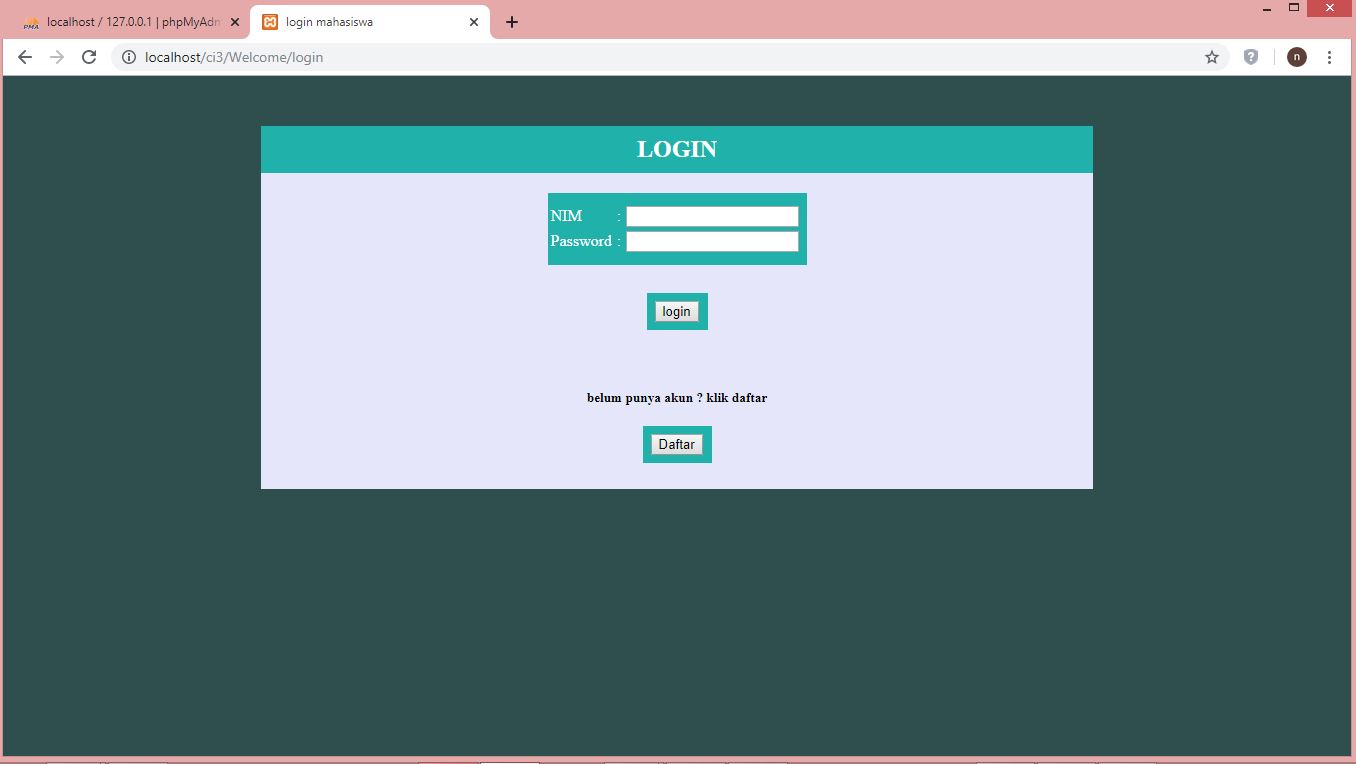 localhost / 127.0.0.1 | phpMyAdm
login mahasiswa
localhost/ci3/Welcome/login
n
LOGIN
NIM :
Password :
login
belum punya akun ? klik daftar
Daftar